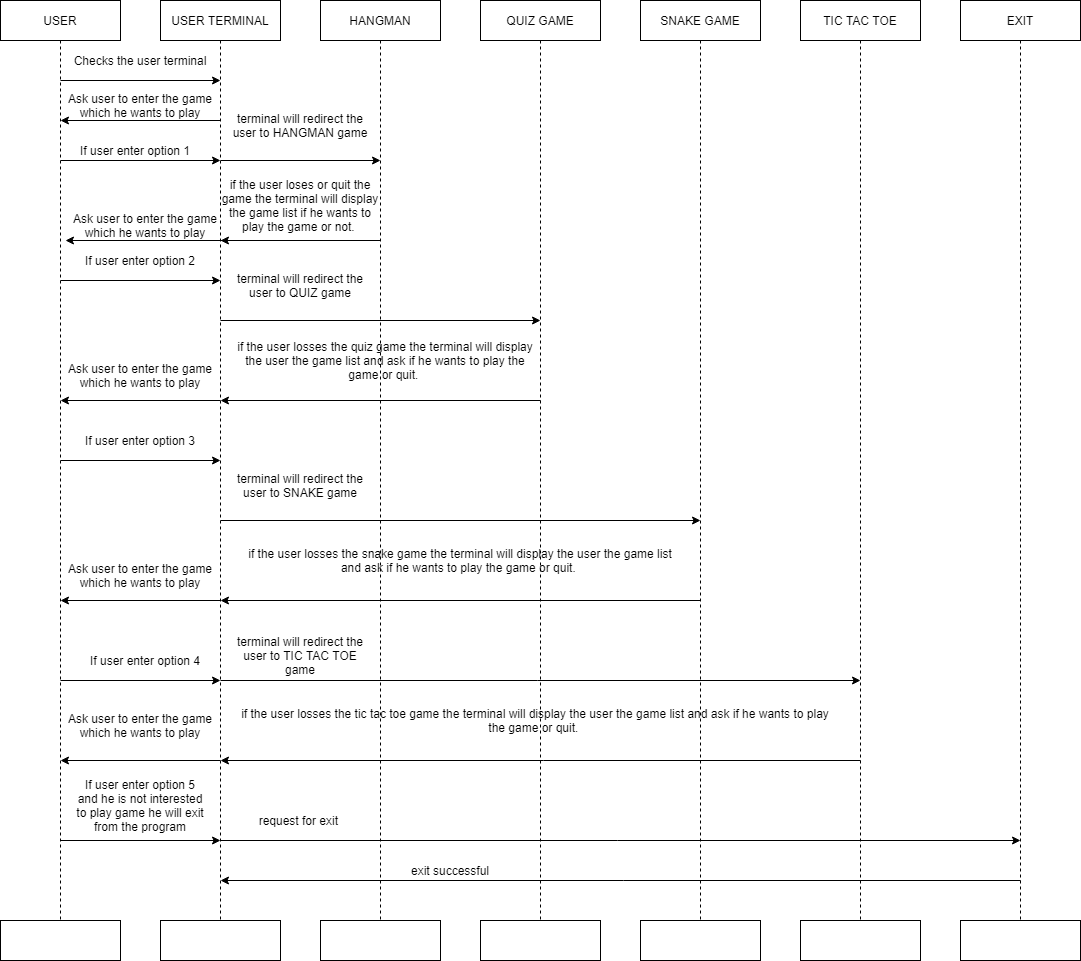 USER
USER TERMINAL
HANGMAN
QUIZ GAME
SNAKE GAME
TIC TAC TOE
EXIT
Checks the user terminal
Ask user to enter the game
which he wants to play
terminal will redirect the
user to HANGMAN game
If user enter option 1
if the user loses or quit the
game the terminal will display
the game list if he wants to
play the game or not.
Ask user to enter the game
which he wants to play
If user enter option 2
terminal will redirect the
user to QUIZ game
if the user losses the quiz game the terminal will display
the user the game list and ask if he wants to play the
game or quit.
Ask user to enter the game
which he wants to play
If user enter option 3
terminal will redirect the
user to SNAKE game
if the user losses the snake game the terminal will display the user the game list
and ask if he wants to play the game or quit.
Ask user to enter the game
which he wants to play
terminal will redirect the
user to TIC TAC TOE
game
If user enter option 4
if the user losses the tic tac toe game the terminal will display the user the game list and ask if he wants to play
the game or quit.
Ask user to enter the game
which he wants to play
If user enter option 5
and he is not interested
to play game he will exit
from the program
request for exit
exit successful